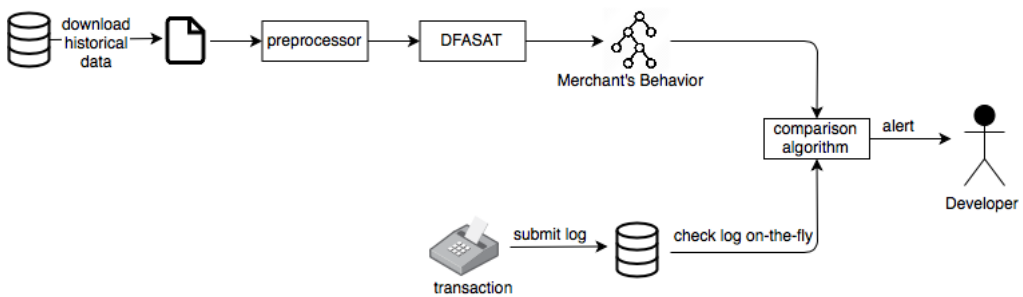 download
historical
data
preprocessor
DFASAT
Merchant's Behavior
comparison
algorithm
alert
Developer
submit log
check log on-the-fly
transaction